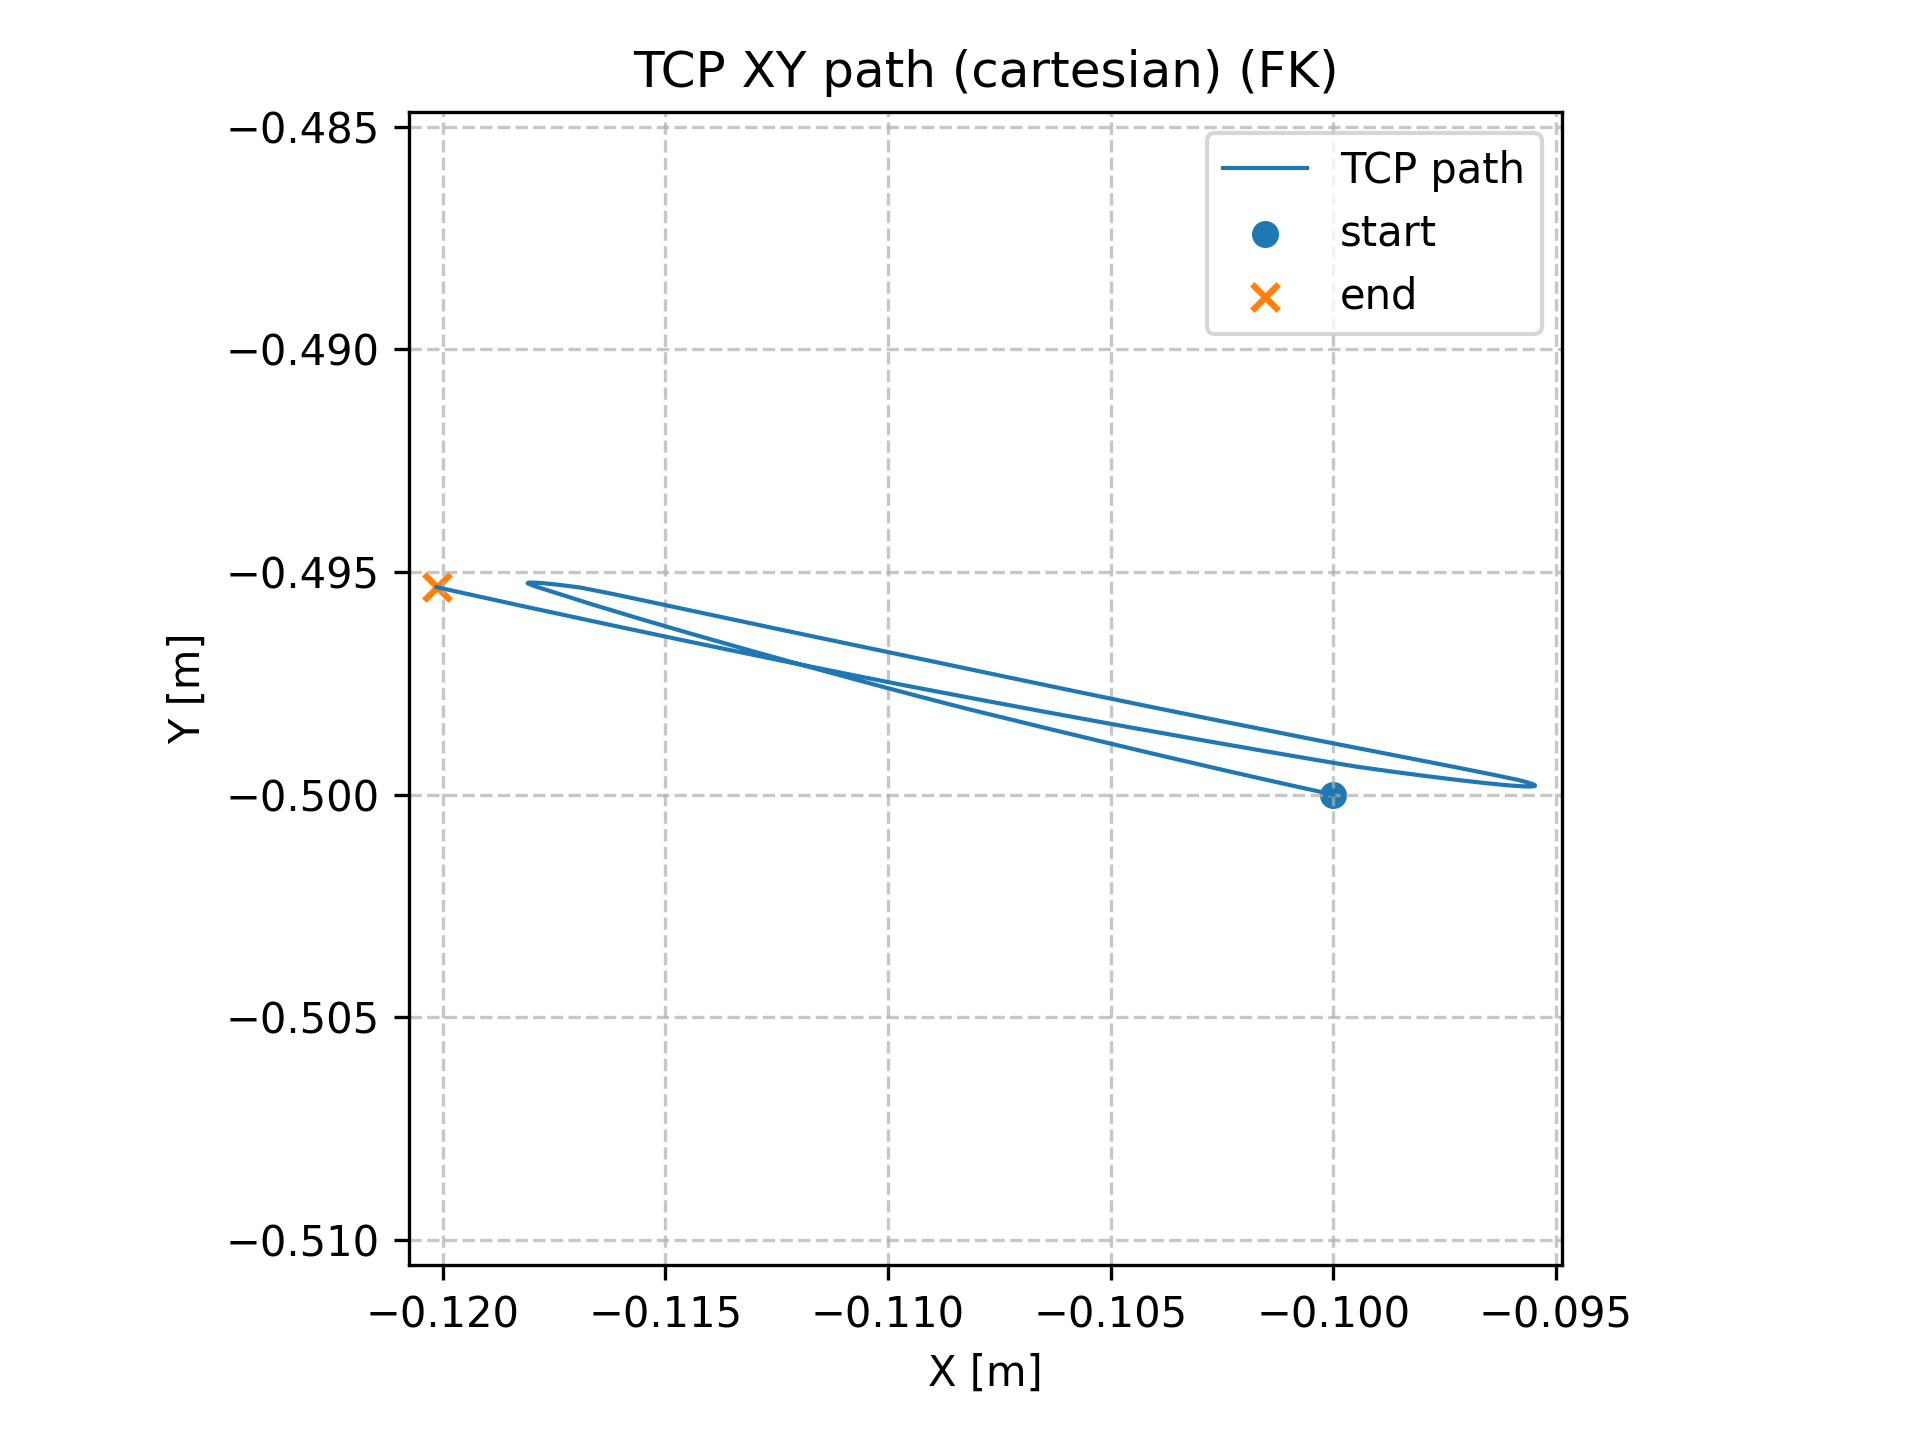 TCP XY path (cartesian) (FK)
TCP path
start
end
−0.485
−0.490
−0.495
−0.500
−0.505
−0.510
Y [m]
−0.120 −0.115 −0.110 −0.105 −0.100 −0.095
X [m]